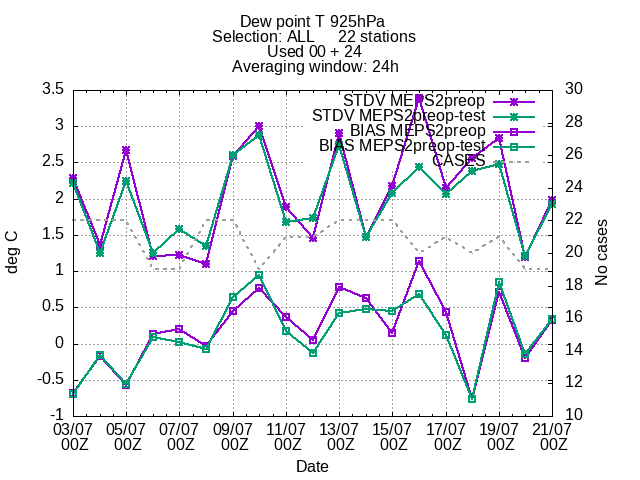 Dew point T 925hPa
Selection: ALL 22 stations
Used 00 + 24
Averaging window: 24h
3.5
3
2.5
2
1.5
1
0.5
0
-0.5
-1
deg C
30
28
26
24
22
20
18
16
14
12
10
No cases
STDV MEPS2preop
STDV MEPS2preop-test
BIAS MEPS2preop
BIAS MEPS2preop-test
CASES
03/07 05/07 07/07 09/07 11/07 13/07 15/07 17/07 19/07 21/07
00Z 00Z 00Z 00Z 00Z 00Z 00Z 00Z 00Z 00Z
Date